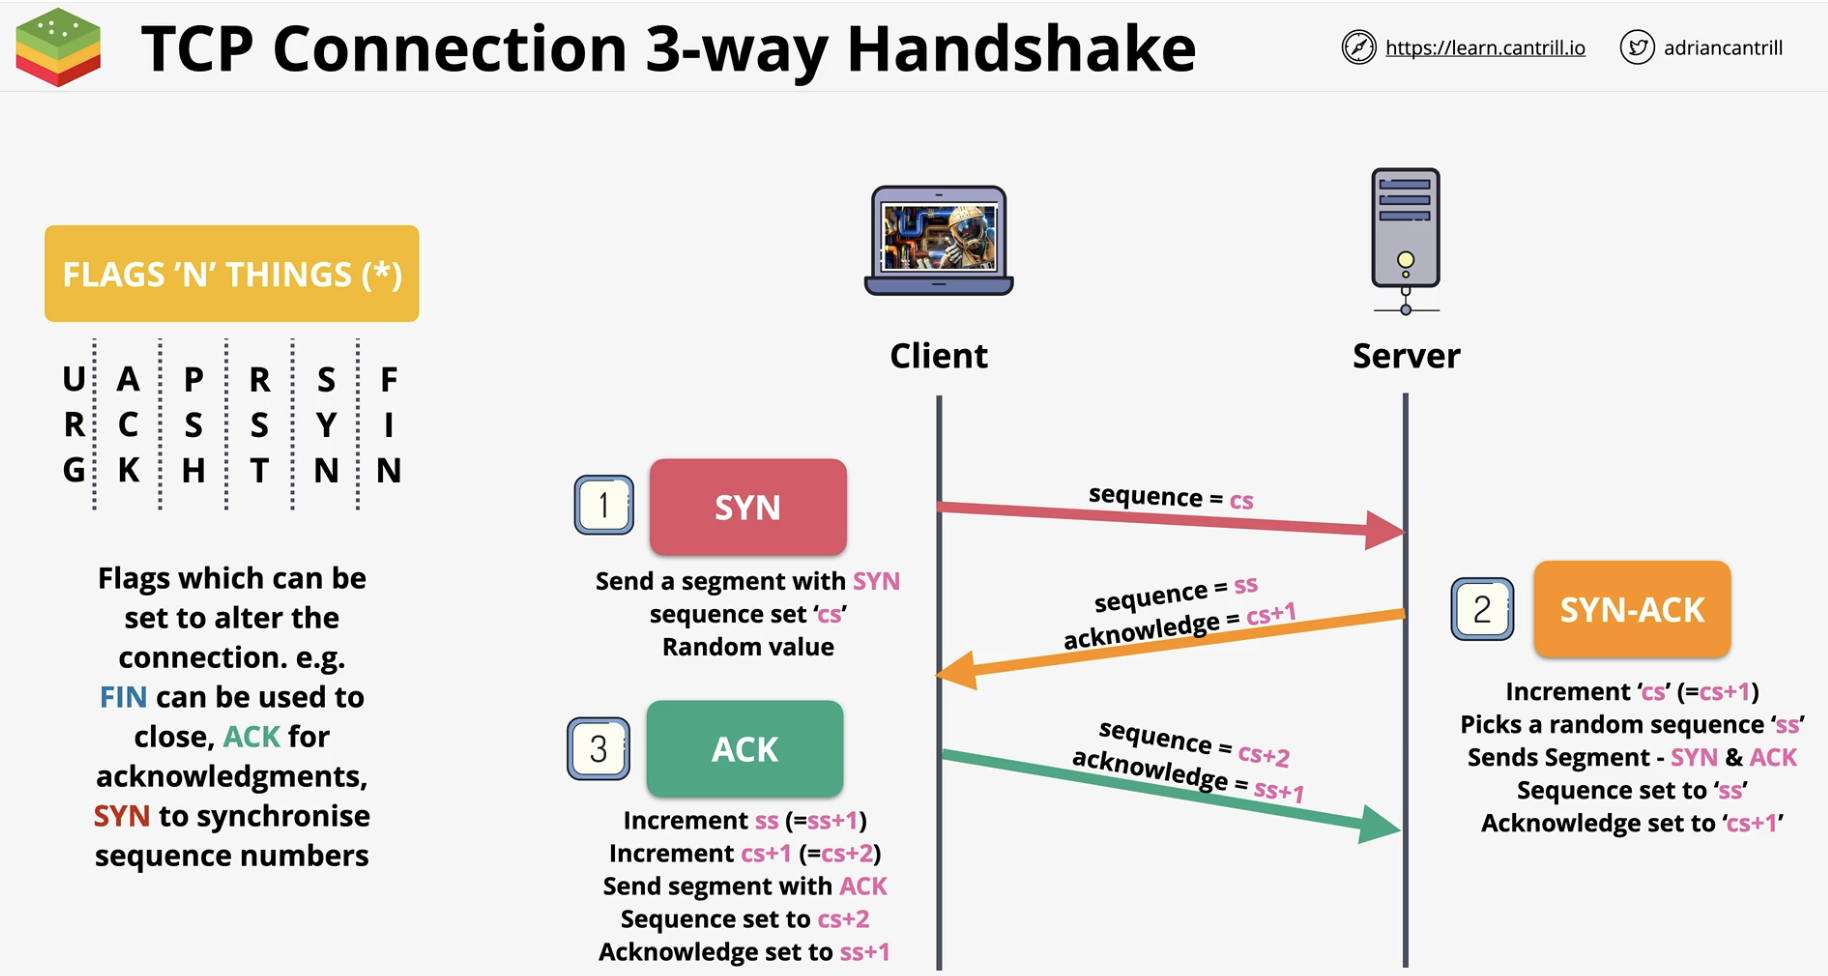 TCP Connection 3-way Handshake
https://learn.cantrill.io
adriancantrill
FLAGS ’N’ THINGS (*)
URG
ACK
PSH
RST
SYN
FIN
Flags which can be
set to alter the
connection. e.g.
FIN can be used to
close, ACK for
acknowledgments,
SYN to synchronise
sequence numbers
Client
Server
1
SYN
Send a segment with SYN
sequence set ‘cs’
Random value
sequence = cs
2
SYN-ACK
Increment ‘cs’ (=cs+1)
Picks a random sequence ‘ss’
Sends Segment - SYN & ACK
Sequence set to ‘ss’
Acknowledge set to ‘cs+1’
sequence = ss
acknowledge = cs+1
3
ACK
Increment ss (=ss+1)
Increment cs+1 (=cs+2)
Send segment with ACK
Sequence set to cs+2
Acknowledge set to ss+1
sequence = cs+2
acknowledge = ss+1